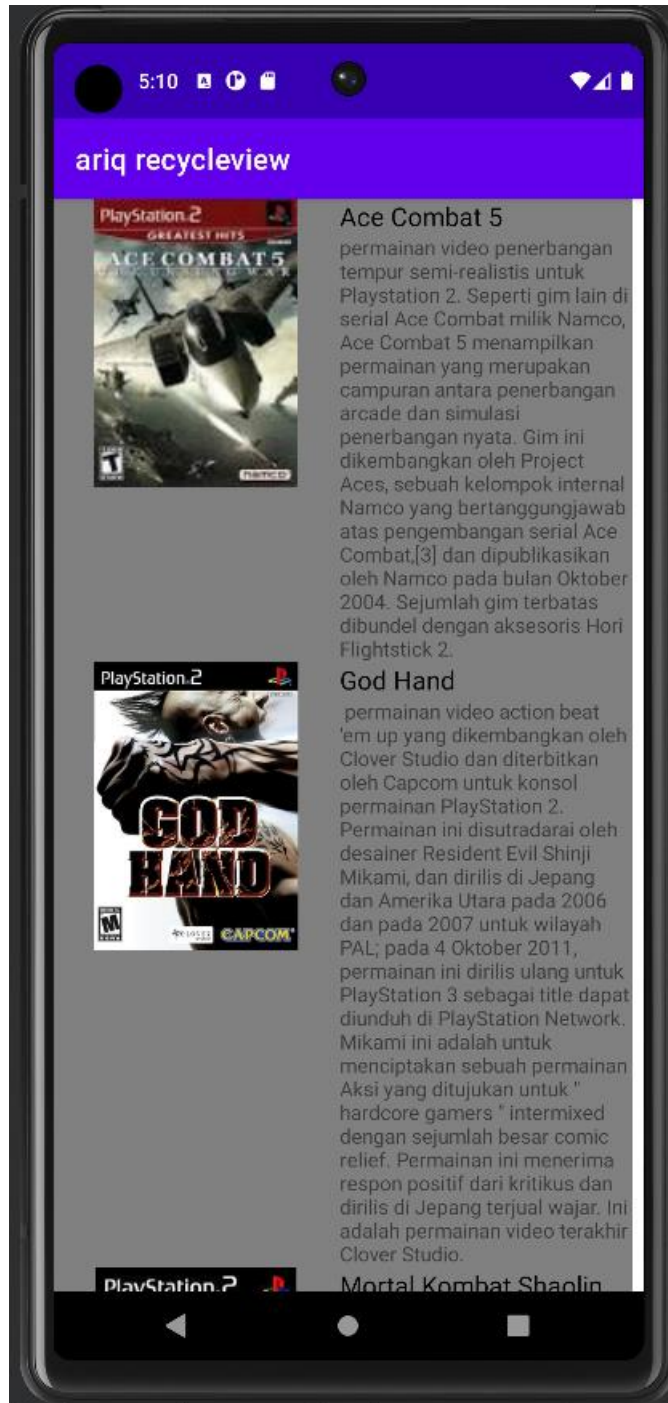 5:10
ariq recycleview
PlayStation 2
GREATEST HITS
ACE COMBAT 5
T
namco
Ace Combat 5
permainan video penerbangan
tempur semi-realistis untuk
Playstation 2. Seperti gim lain di
serial Ace Combat milik Namco,
Ace Combat 5 menampilkan
permainan yang merupakan
campuran antara penerbangan
arcade dan simulasi
penerbangan nyata. Gim ini
dikembangkan oleh Project
Aces, sebuah kelompok internal
Namco yang bertanggungjawab
atas pengembangan serial Ace
Combat,[3] dan dipublikasikan
oleh Namco pada bulan Oktober
2004. Sejumlah gim terbatas
dibundel dengan aksesoris Hori
Flightstick 2.
PlayStation 2
GOD
HAND
M
CAPCOM
God Hand
permainan video action beat
'em up yang dikembangkan oleh
Clover Studio dan diterbitkan
oleh Capcom untuk konsol
permainan PlayStation 2.
Permainan ini disutradarai oleh
desainer Resident Evil Shinji
Mikami, dan dirilis di Jepang
dan Amerika Utara pada 2006
dan pada 2007 untuk wilayah
PAL; pada 4 Oktober 2011,
permainan ini dirilis ulang untuk
PlayStation 3 sebagai title dapat
diunduh di PlayStation Network.
Mikami ini adalah untuk
menciptakan sebuah permainan
Aksi yang ditujukan untuk "
hardcore gamers " intermixed
dengan sejumlah besar comic
relief. Permainan ini menerima
respon positif dari kritikus dan
dirilis di Jepang terjual wajar. Ini
adalah permainan video terakhir
Clover Studio.
PlayStation 2
Mortal Kombat Shaolin